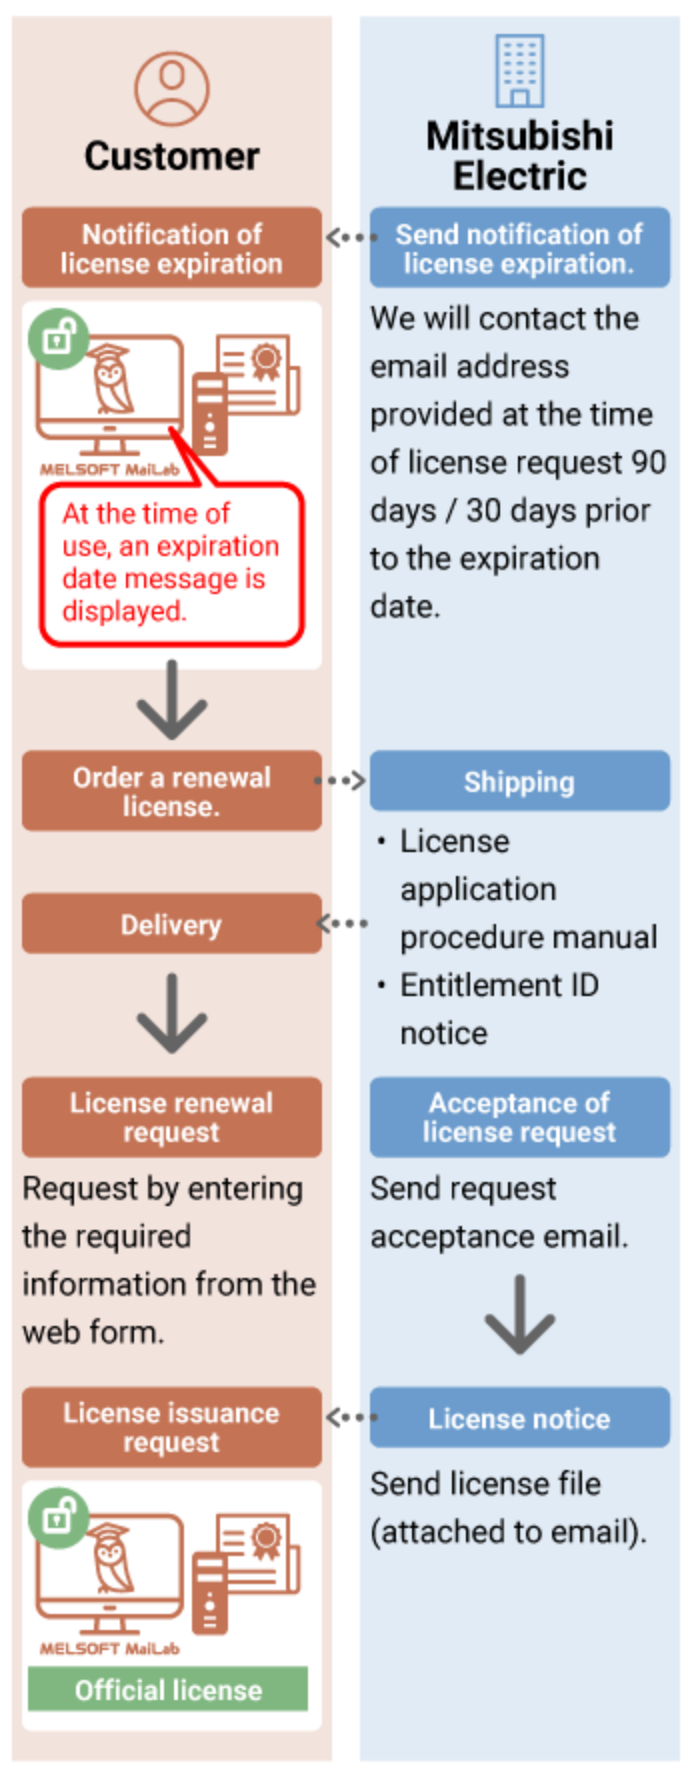 Customer
Mitsubishi
Electric
Notification of
license expiration
Send notification of
license expiration.
MELSOFT MaiLab
At the time of
use, an expiration
date message is
displayed.
We will contact the
email address
provided at the time
of license request 90
days / 30 days prior
to the expiration
date.
Order a renewal
license.
Shipping
・ License
application
procedure manual
・ Entitlement ID
notice
Delivery
License renewal
request
Request by entering
the required
information from the
web form.
Acceptance of
license request
Send request
acceptance email.
License issuance
request
License notice
Send license file
(attached to email).
MELSOFT MaiLab
Official license